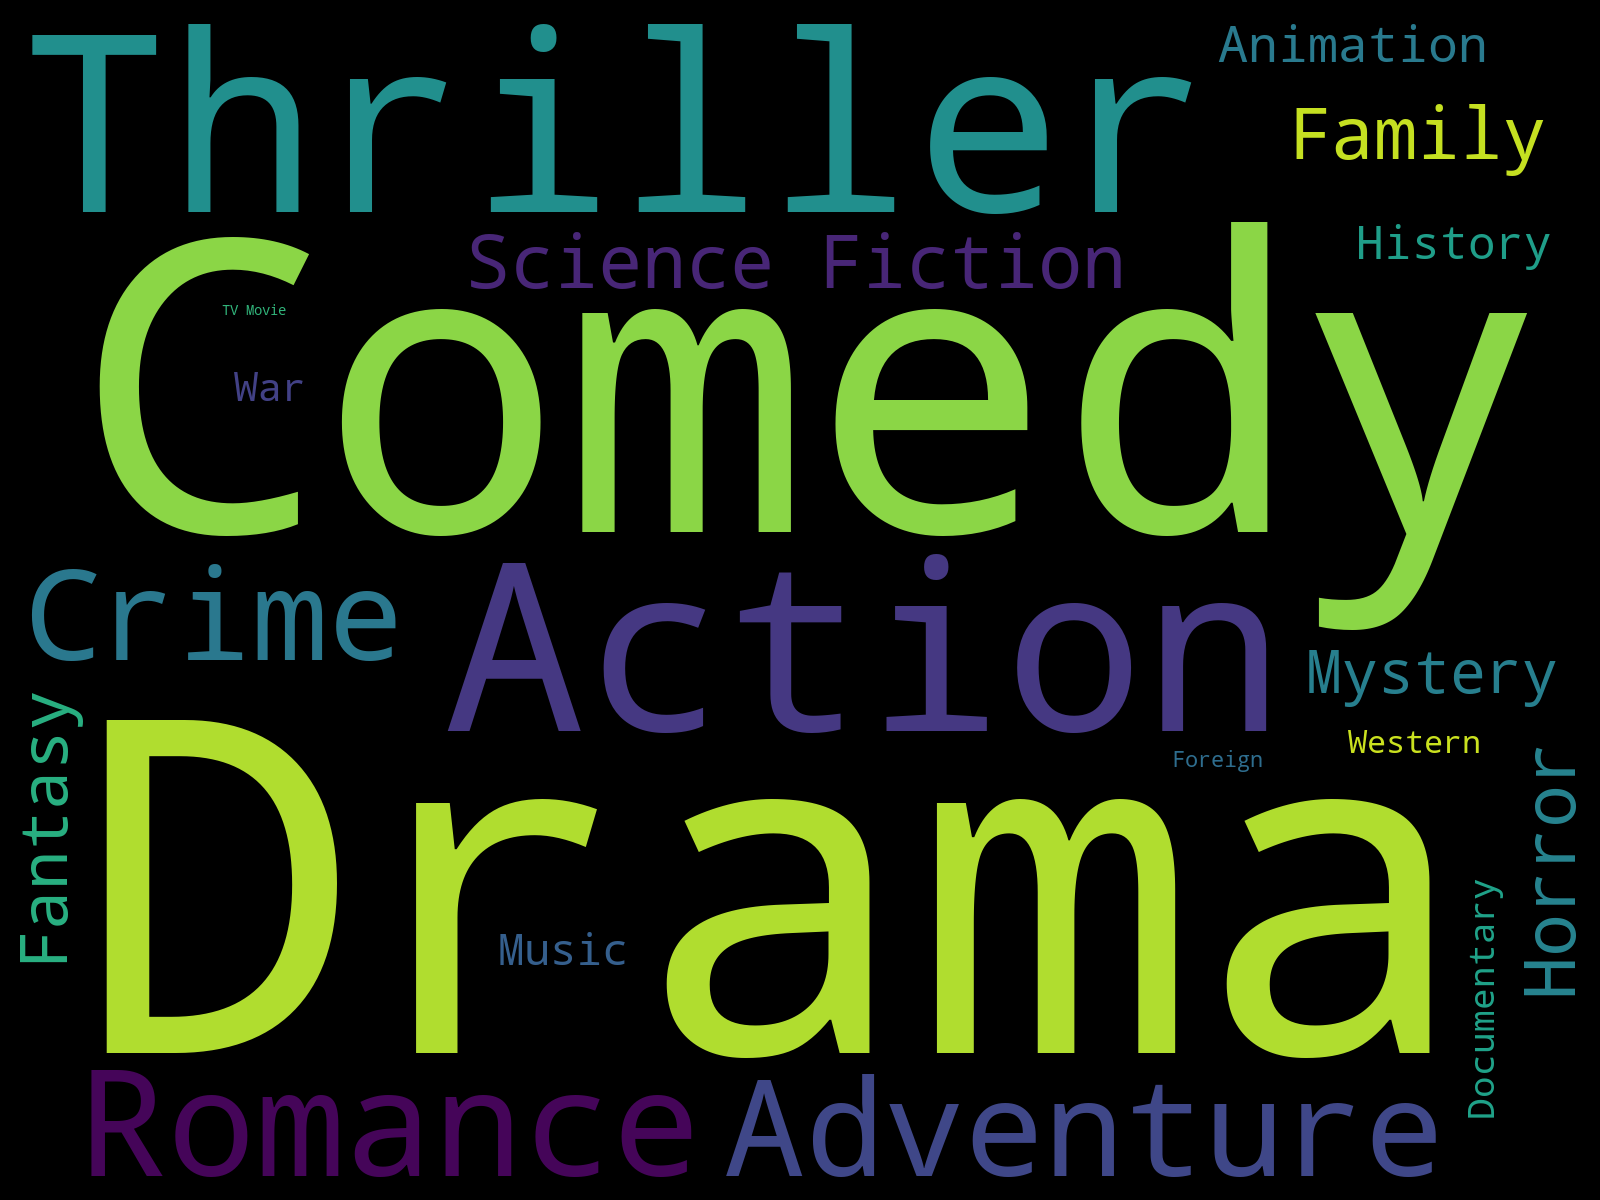 Thriller
Animation
Family
Science Fiction
History
Comedy
TV Movie
War
Crime
Action
Mystery
Fantasy
Western
Foreign
Drama
Horror
Music
Documentary
Romance
Adventure